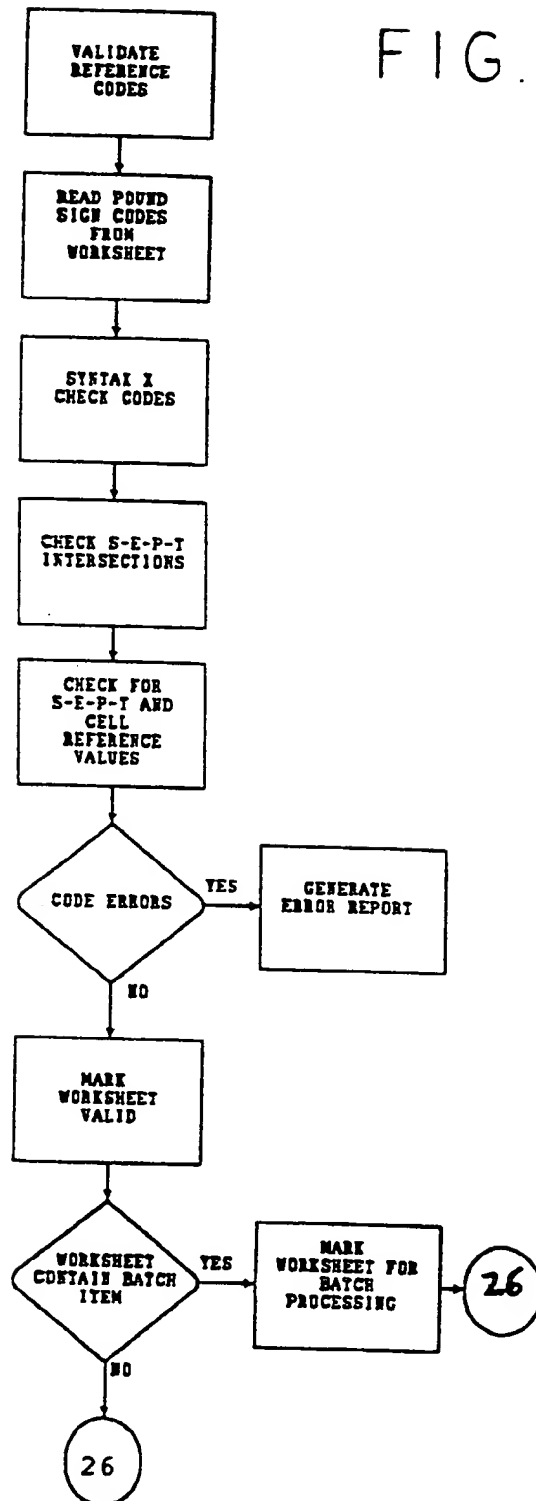 FIG.
VALIDATE
REFERENCE
CODES
READ POUND
SIGN CODES
FROM
WORKSHEET
SYNTAX X
CHECK CODES
CHECK S-E-P-T
INTERSECTIONS
CHECK FOR
S-E-P-T AND
CELL
REFERENCE
VALUES
CODE ERRORS
YES
GENERATE
ERROR REPORT
NO
MARK
WORKSHEET
VALID
WORKSHEET
CONTAIN BATCH
ITEM
YES
MARK
WORKSHEET FOR
BATCH
PROCESSING
26
NO
26